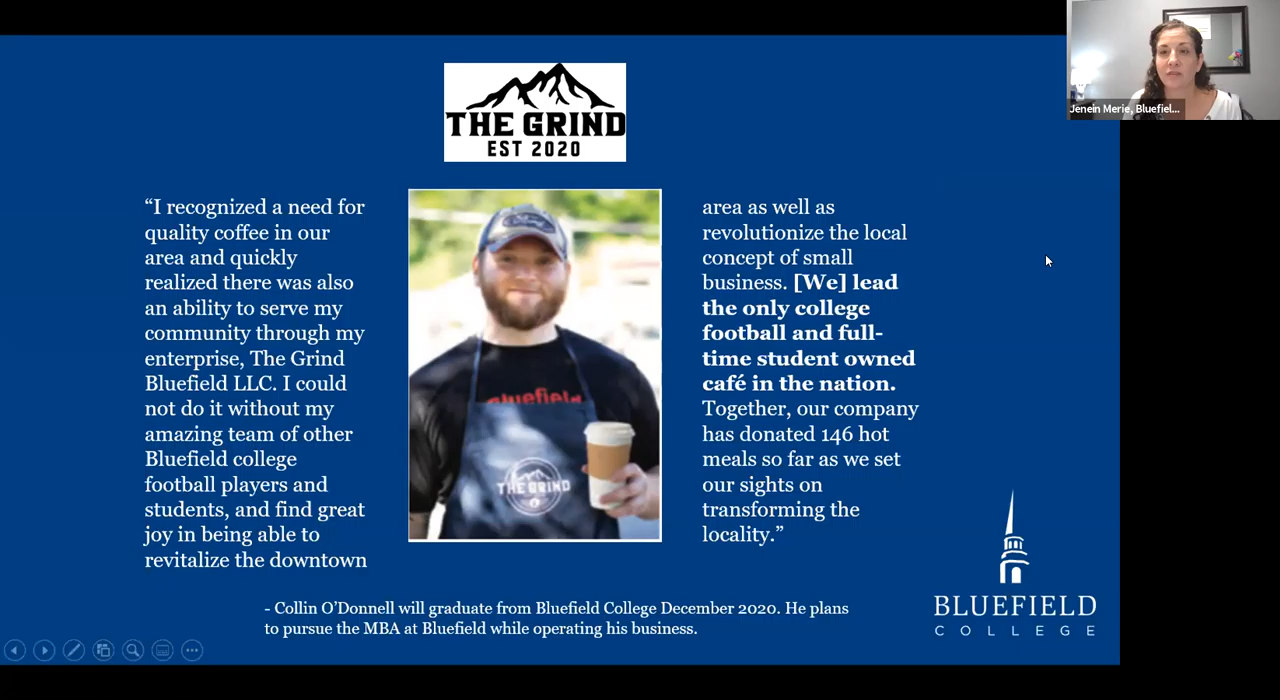 THE GRIND
EST 2020
“I recognized a need for
quality coffee in our
area and quickly
realized there was also
an ability to serve my
community through my
enterprise, The Grind
Bluefield LLC. I could
not do it without my
amazing team of other
Bluefield college
football players and
students, and find great
joy in being able to
revitalize the downtown
Bluefield
THE GRIND
area as well as
revolutionize the local
concept of small
business. [We] lead
the only college
football and full-
time student owned
café in the nation.
Together, our company
has donated 146 hot
meals so far as we set
our sights on
transforming the
locality.”
- Collin O’Donnell will graduate from Bluefield College December 2020. He plans
to pursue the MBA at Bluefield while operating his business.
BLUEFIELD
COLLEGE
Jenein Merie, Bluefiel...